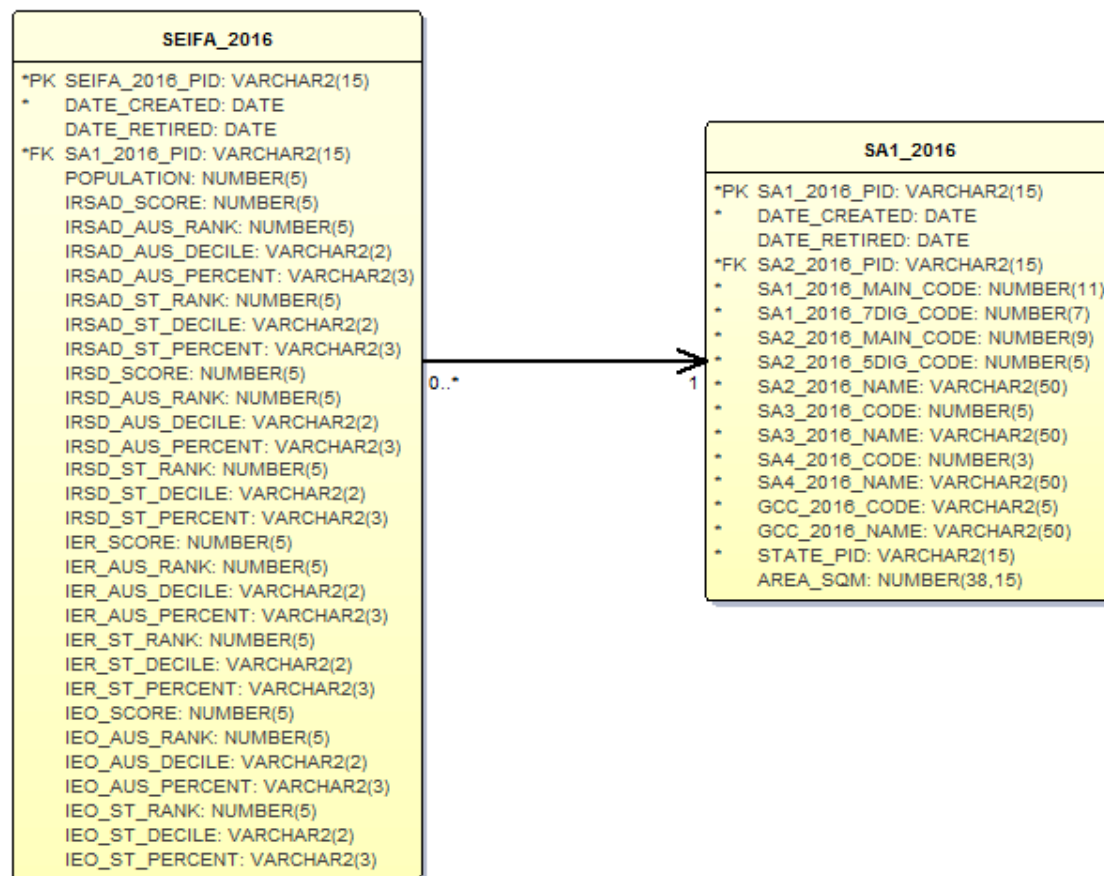 SEIFA_2016
*PK SEIFA_2016_PID: VARCHAR2(15)
* DATE_CREATED: DATE
DATE_RETIRED: DATE
*FK SA1_2016_PID: VARCHAR2(15)
POPULATION: NUMBER(5)
IRSAD_SCORE: NUMBER(5)
IRSAD_AUS_RANK: NUMBER(5)
IRSAD_AUS_DECILE: VARCHAR2(2)
IRSAD_AUS_PERCENT: VARCHAR2(3)
IRSAD_ST_RANK: NUMBER(5)
IRSAD_ST_DECILE: VARCHAR2(2)
IRSAD_ST_PERCENT: VARCHAR2(3)
IRSD_SCORE: NUMBER(5)
IRSD_AUS_RANK: NUMBER(5)
IRSD_AUS_DECILE: VARCHAR2(2)
IRSD_AUS_PERCENT: VARCHAR2(3)
IRSD_ST_RANK: NUMBER(5)
IRSD_ST_DECILE: VARCHAR2(2)
IRSD_ST_PERCENT: VARCHAR2(3)
IER_SCORE: NUMBER(5)
IER_AUS_RANK: NUMBER(5)
IER_AUS_DECILE: VARCHAR2(2)
IER_AUS_PERCENT: VARCHAR2(3)
IER_ST_RANK: NUMBER(5)
IER_ST_DECILE: VARCHAR2(2)
IER_ST_PERCENT: VARCHAR2(3)
IEO_SCORE: NUMBER(5)
IEO_AUS_RANK: NUMBER(5)
IEO_AUS_DECILE: VARCHAR2(2)
IEO_AUS_PERCENT: VARCHAR2(3)
IEO_ST_RANK: NUMBER(5)
IEO_ST_DECILE: VARCHAR2(2)
IEO_ST_PERCENT: VARCHAR2(3)
0..*
1
SA1_2016
*PK SA1_2016_PID: VARCHAR2(15)
* DATE_CREATED: DATE
DATE_RETIRED: DATE
*FK SA2_2016_PID: VARCHAR2(15)
* SA1_2016_MAIN_CODE: NUMBER(11)
* SA1_2016_7DIG_CODE: NUMBER(7)
* SA2_2016_MAIN_CODE: NUMBER(9)
* SA2_2016_5DIG_CODE: NUMBER(5)
* SA2_2016_NAME: VARCHAR2(50)
* SA3_2016_CODE: NUMBER(5)
* SA3_2016_NAME: VARCHAR2(50)
* SA4_2016_CODE: NUMBER(3)
* SA4_2016_NAME: VARCHAR2(50)
* GCC_2016_CODE: VARCHAR2(5)
* GCC_2016_NAME: VARCHAR2(50)
* STATE_PID: VARCHAR2(15)
AREA_SQM: NUMBER(38,15)